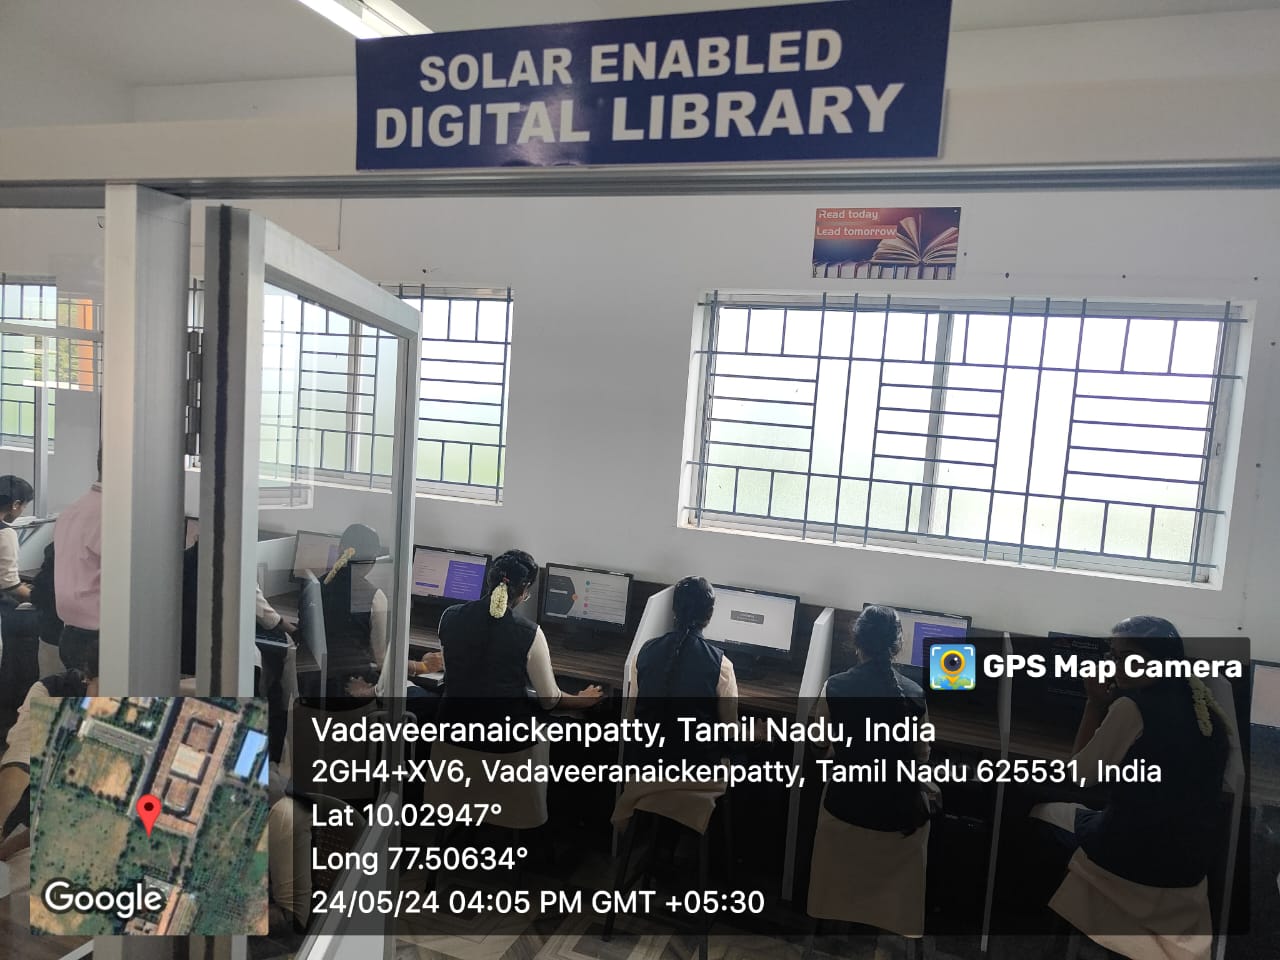 SOLAR ENABLED
DIGITAL LIBRARY
Read today
Lead tomorrow
GPS Map Camera
Vadaveeranaickenpatty, Tamil Nadu, India
2GH4+XV6, Vadaveeranaickenpatty, Tamil Nadu 625531, India
Lat 10.02947°
Long 77.50634°
24/05/24 04:05 PM GMT +05:30
Google